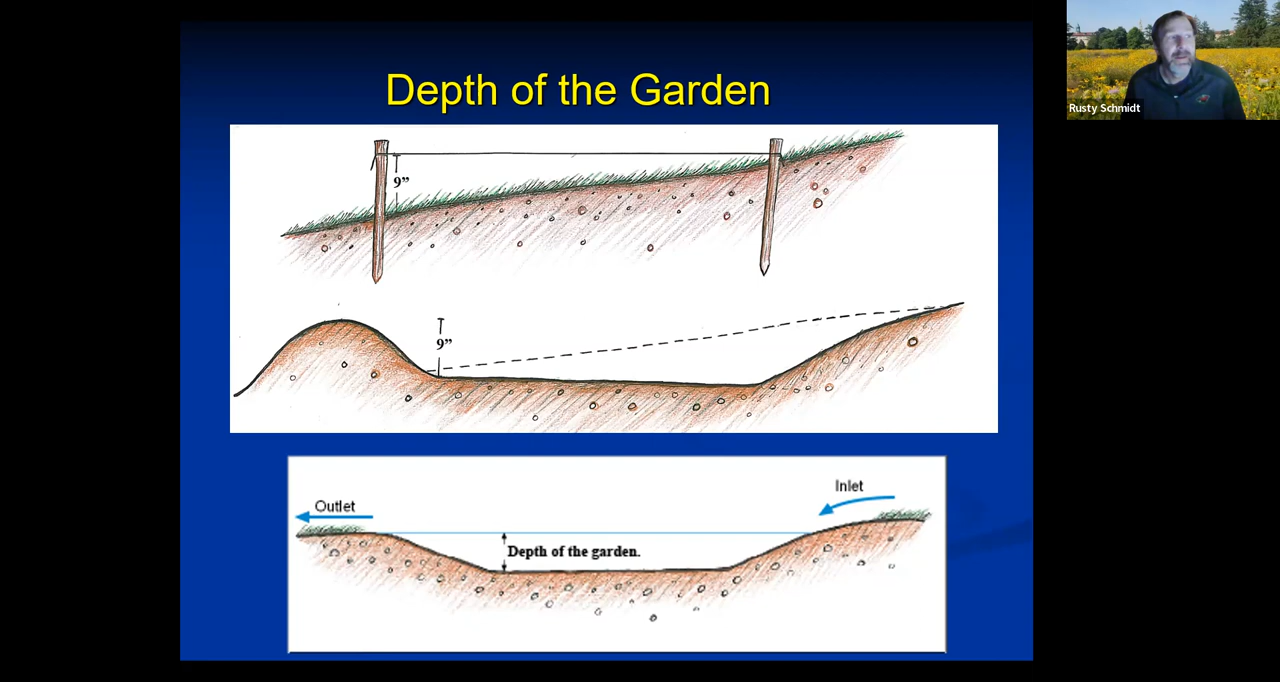 Depth of the Garden
Rusty Schmidt
9”
9”
Outlet
Inlet
Depth of the garden.